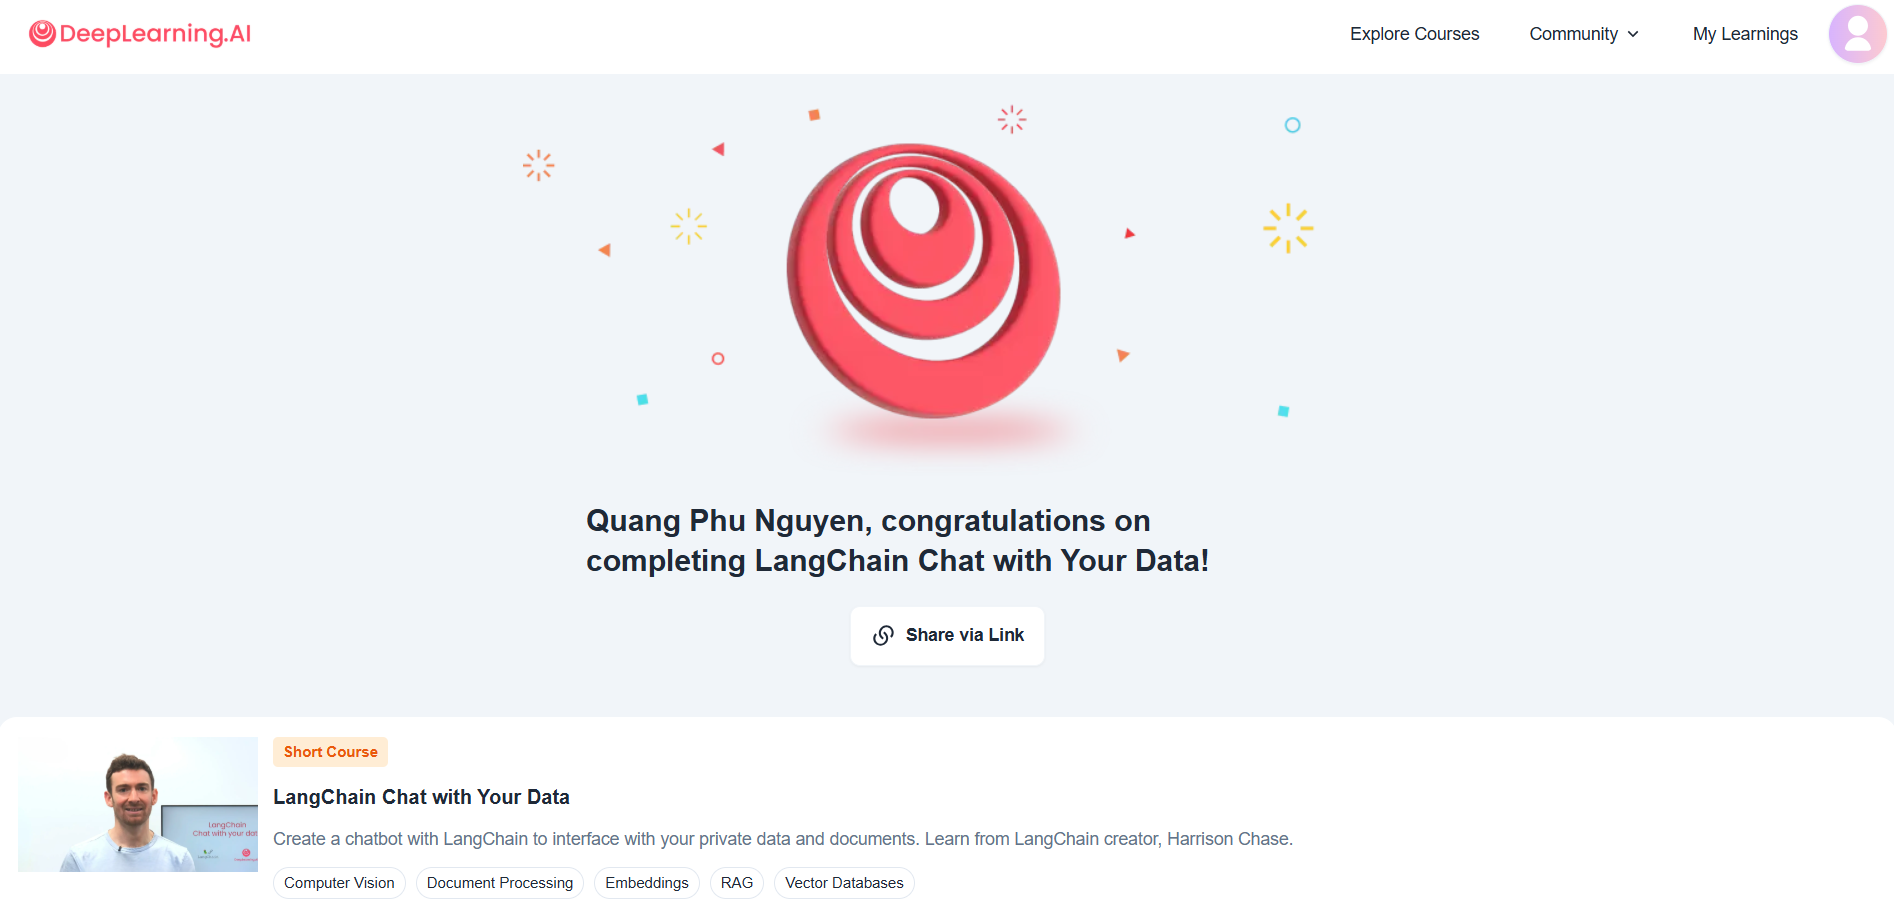 DeepLearning.AI
Explore Courses
Community
My Learnings
Quang Phu Nguyen, congratulations on
completing LangChain Chat with Your Data!
Share via Link
Short Course
LangChain Chat with Your Data
LangChain
Chat with your dat
Create a chatbot with LangChain to interface with your private data and documents. Learn from LangChain creator, Harrison Chase.
Computer Vision
Document Processing
Embeddings
RAG
Vector Databases